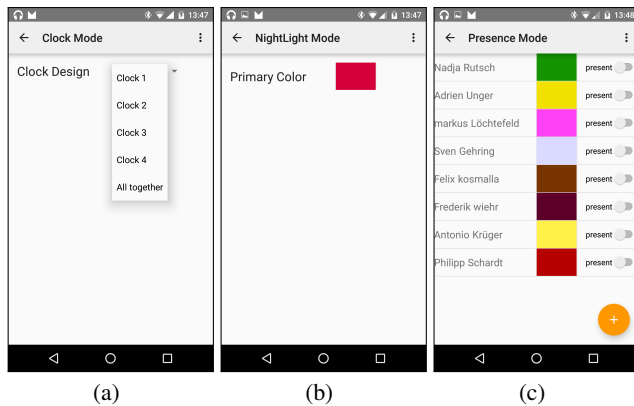 13:47
Clock Mode
Clock Design
Clock 1
Clock 2
Clock 3
Clock 4
All together
(a)
13:47
NightLight Mode
Primary Color
(b)
13:48
Presence Mode
Nadja Rutsch present
Adrien Unger present
markus Löchtefeld present
Sven Gehring present
Felix kosmalla present
Frederik wiehr present
Antonio Krüger present
Philipp Schardt present
(c)